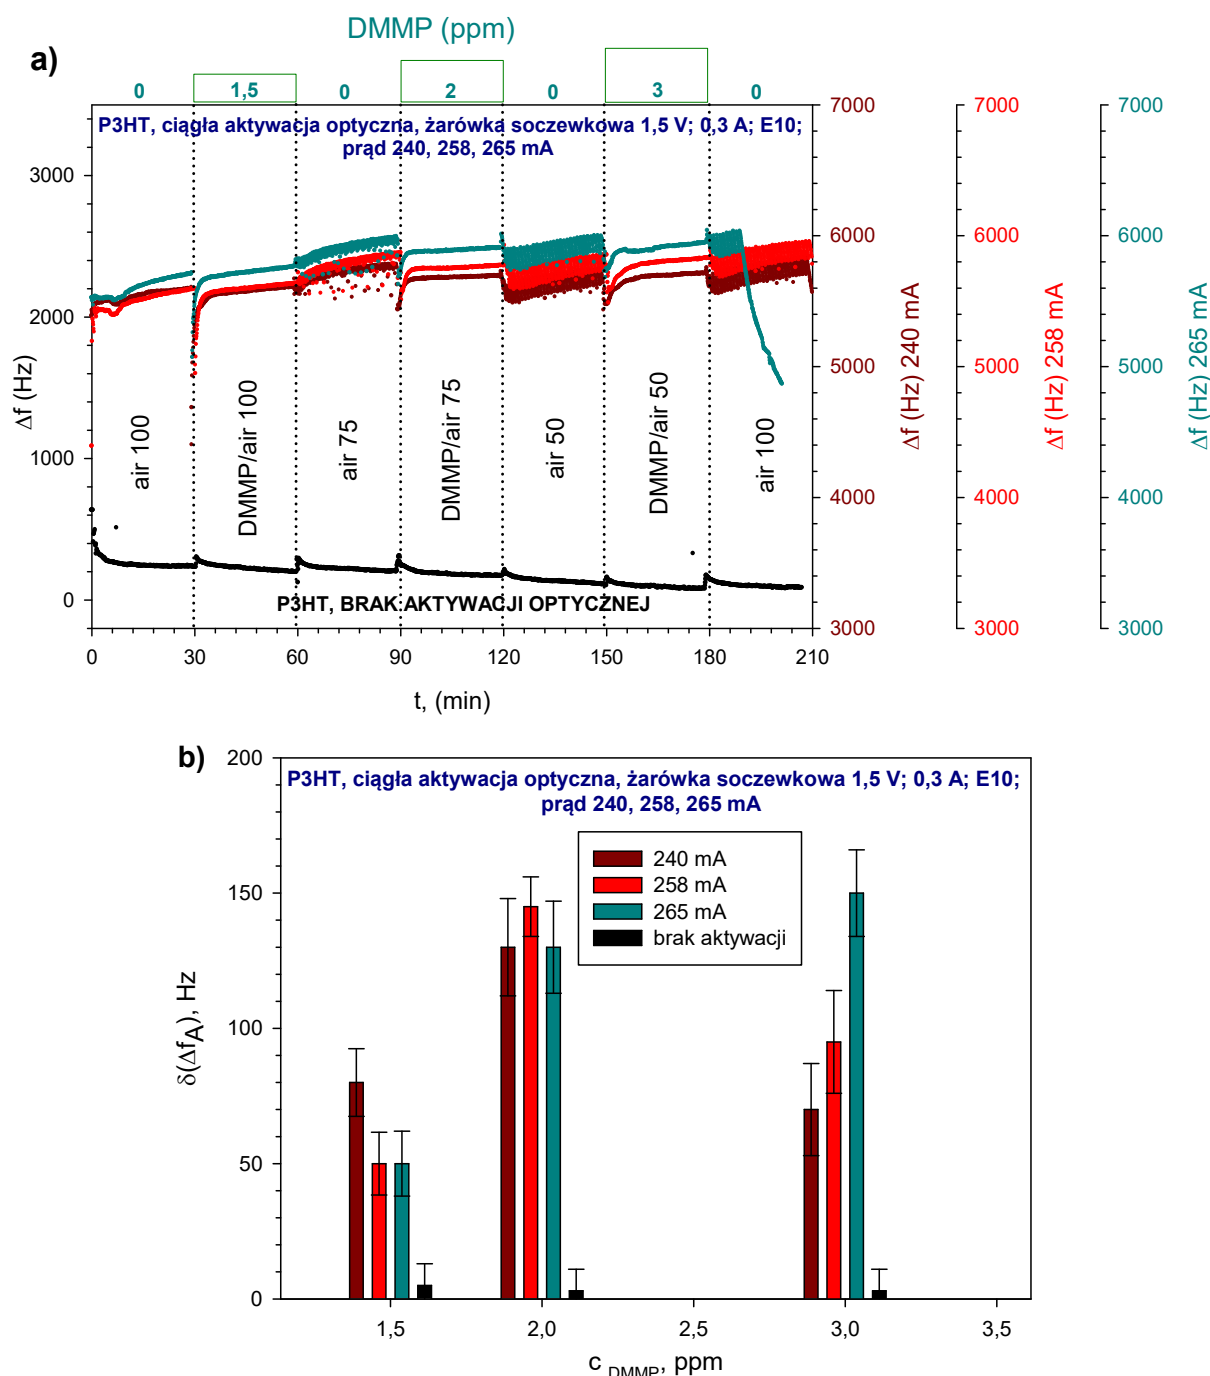 DMMP (ppm)
a)
0 1,5 0 2 0 3 0
P3HT, ciągła aktywacja optyczna, żarówka soczewkowa 1,5 V; 0,3 A; E10;
prąd 240, 258, 265 mA
3000
2000
1000
0
Δf (Hz)
air 100
DMMP/air 100
air 75
DMMP/air 75
air 50
DMMP/air 50
air 100
P3HT, BRAK AKTYWACJI OPTYCZNEJ
0 30 60 90 120 150 180 210
t, (min)
7000
6000
5000
4000
3000
Δf (Hz) 240 mA
7000
6000
5000
4000
3000
Δf (Hz) 258 mA
7000
6000
5000
4000
3000
Δf (Hz) 265 mA
b)
P3HT, ciągła aktywacja optyczna, żarówka soczewkowa 1,5 V; 0,3 A; E10;
prąd 240, 258, 265 mA
240 mA
258 mA
265 mA
brak aktywacji
200
150
100
50
0
δ(ΔfA), Hz
1,5 2,0 2,5 3,0 3,5
c DMMP, ppm